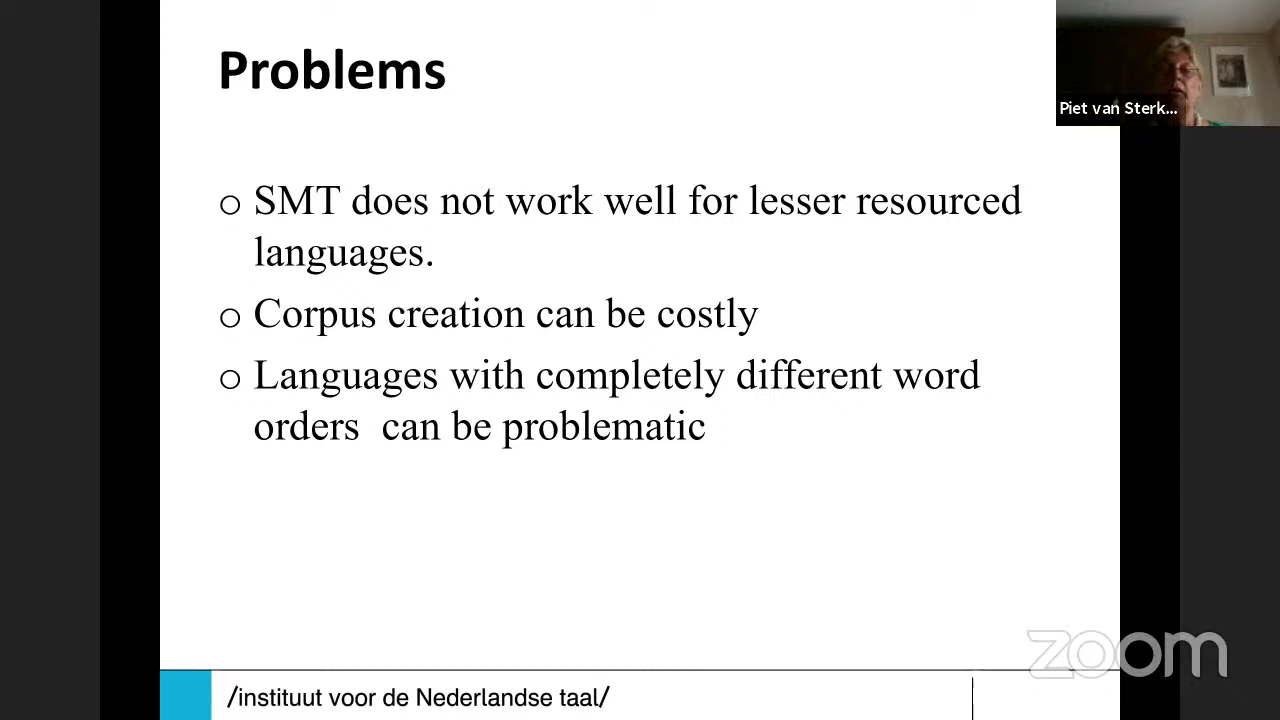 Problems
Piet van Sterk...
o SMT does not work well for lesser resourced
languages.
o Corpus creation can be costly
o Languages with completely different word
orders  can be problematic
zoom
/instituut voor de Nederlandse taal/